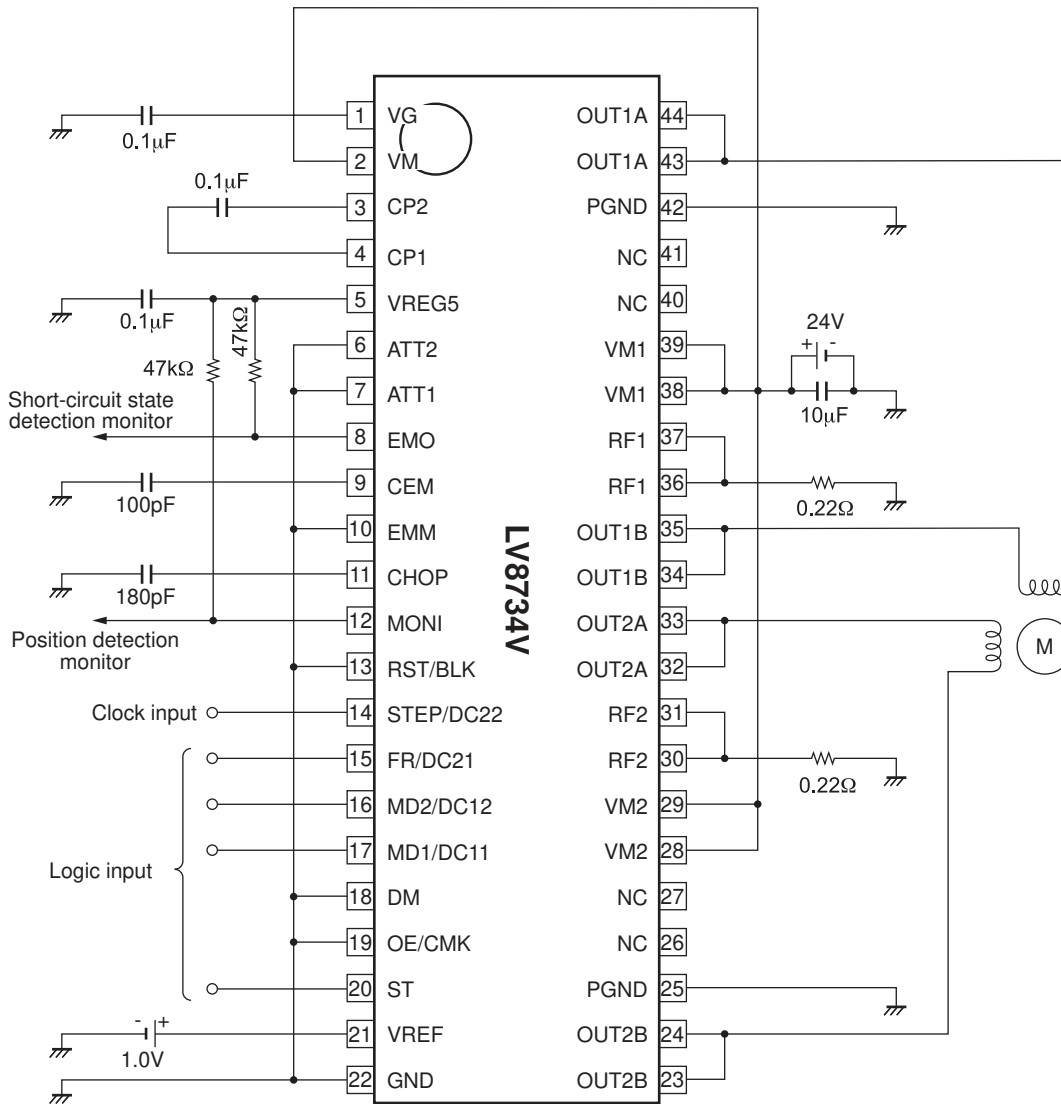 1 VG OUT1A 44
0.1µF
2 VM OUT1A 43
0.1µF
3 CP2 PGND 42
4 CP1 NC 41
5 VREG5 NC 40
0.1µF
47kΩ
24V
6 ATT2 VM1 39
+ -
47kΩ
7 ATT1 VM1 38
10µF
Short-circuit state
detection monitor
8 EMO RF1 37
9 CEM RF1 36
100pF
0.22Ω
10 EMM OUT1B 35
11 CHOP OUT1B 34
180pF
LV8734V
12 MONI OUT2A 33
Position detection
monitor
M
13 RST/BLK OUT2A 32
Clock input
14 STEP/DC22 RF2 31
15 FR/DC21 RF2 30
0.22Ω
16 MD2/DC12 VM2 29
17 MD1/DC11 VM2 28
Logic input
18 DM NC 27
19 OE/CMK NC 26
20 ST PGND 25
- +
21 VREF OUT2B 24
1.0V
22 GND OUT2B 23